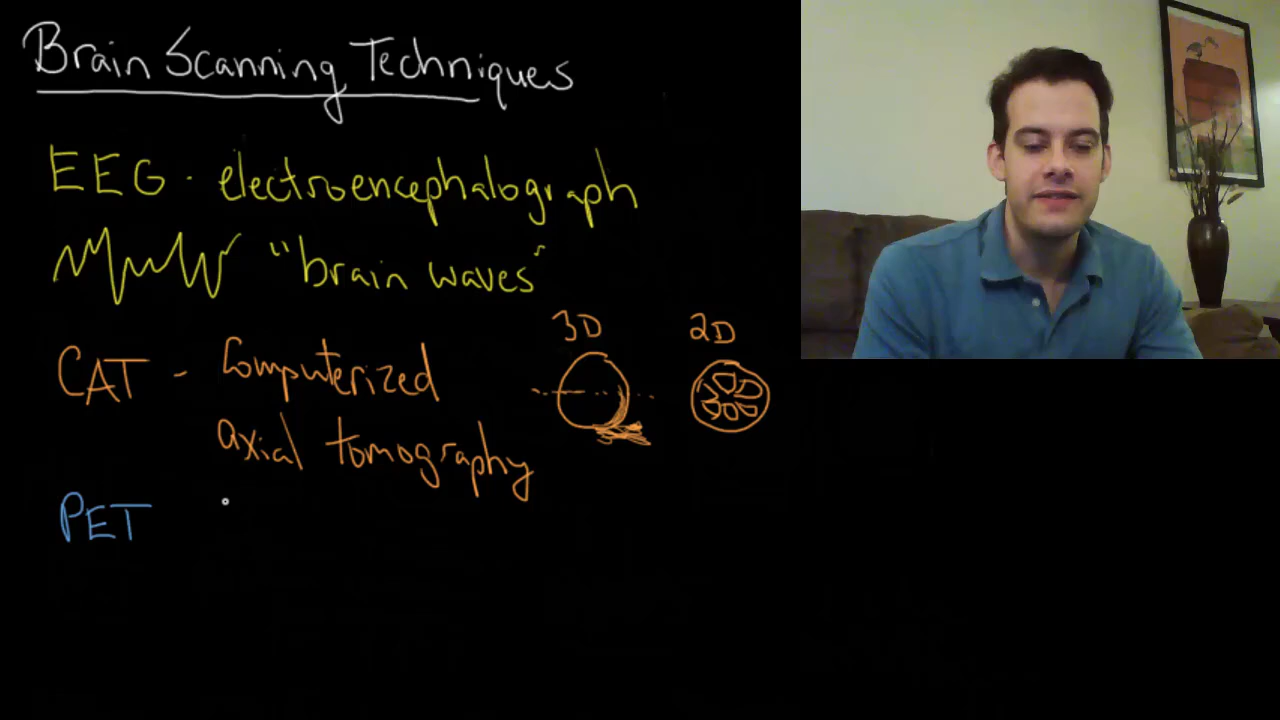 Brain Scanning Techniques
EEG - electroencephalograph
"brain waves"
3D 2D
CAT - Computerized
axial tomography
PET